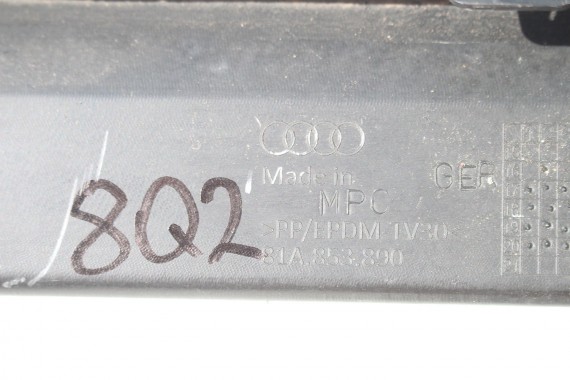 8Q2
Made in GER
MPC
>PP/EPDM-TV30<
81A.853.890